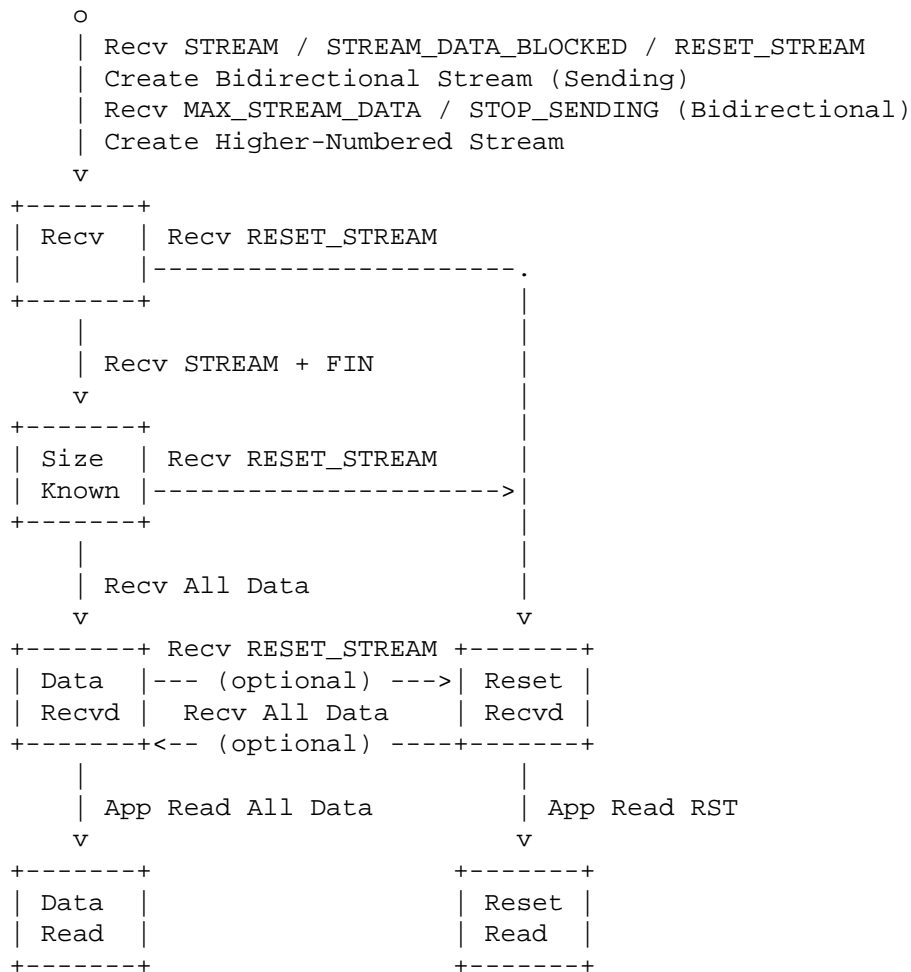 o
| Recv STREAM / STREAM_DATA_BLOCKED / RESET_STREAM
| Create Bidirectional Stream (Sending)
| Recv MAX_STREAM_DATA / STOP_SENDING (Bidirectional)
| Create Higher-Numbered Stream
v
+-------+
| Recv  | Recv RESET_STREAM
|       |-----------------------.
+-------+                       |
    |                           |
    | Recv STREAM + FIN         |
    v                           |
+-------+                       |
| Size  | Recv RESET_STREAM     |
| Known |---------------------->|
+-------+                       |
    |                           |
    | Recv All Data             |
    v                           v
+-------+ Recv RESET_STREAM +-------+
| Data  |--- (optional) --->| Reset |
| Recvd |  Recv All Data    | Recvd |
+-------+<-- (optional) ----+-------+
    |                           |
    | App Read All Data         | App Read RST
    v                           v
+-------+                   +-------+
| Data  |                   | Reset |
| Read  |                   | Read  |
+-------+                   +-------+